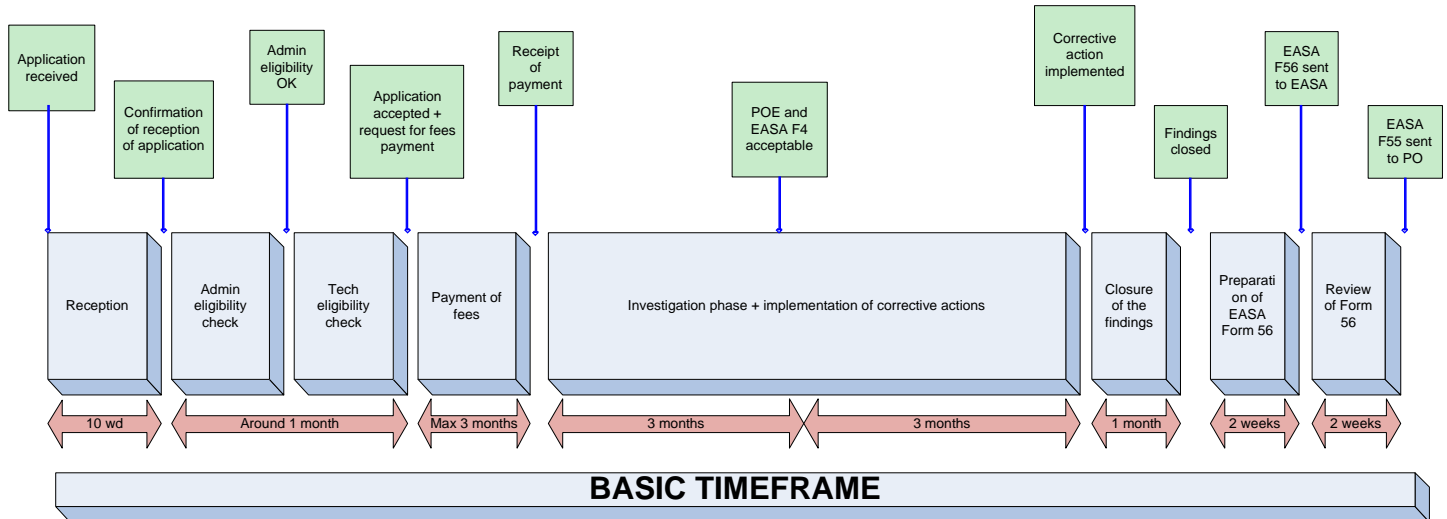 Application
received
Confirmation
of reception
of application
Admin
eligibility
OK
Application
accepted +
request for fees
payment
Receipt
of
payment
POE and
EASA F4
acceptable
Corrective
action
implemented
Findings
closed
EASA
F56 sent
to EASA
EASA
F55 sent
to PO
Reception
Admin
eligibility
check
Tech
eligibility
check
Payment of
fees
Investigation phase + implementation of corrective actions
Closure
of the
findings
Preparati
on of
EASA
Form 56
Review
of Form
56
10 wd
Around 1 month
Max 3 months
3 months
3 months
1 month
2 weeks
2 weeks
BASIC TIMEFRAME